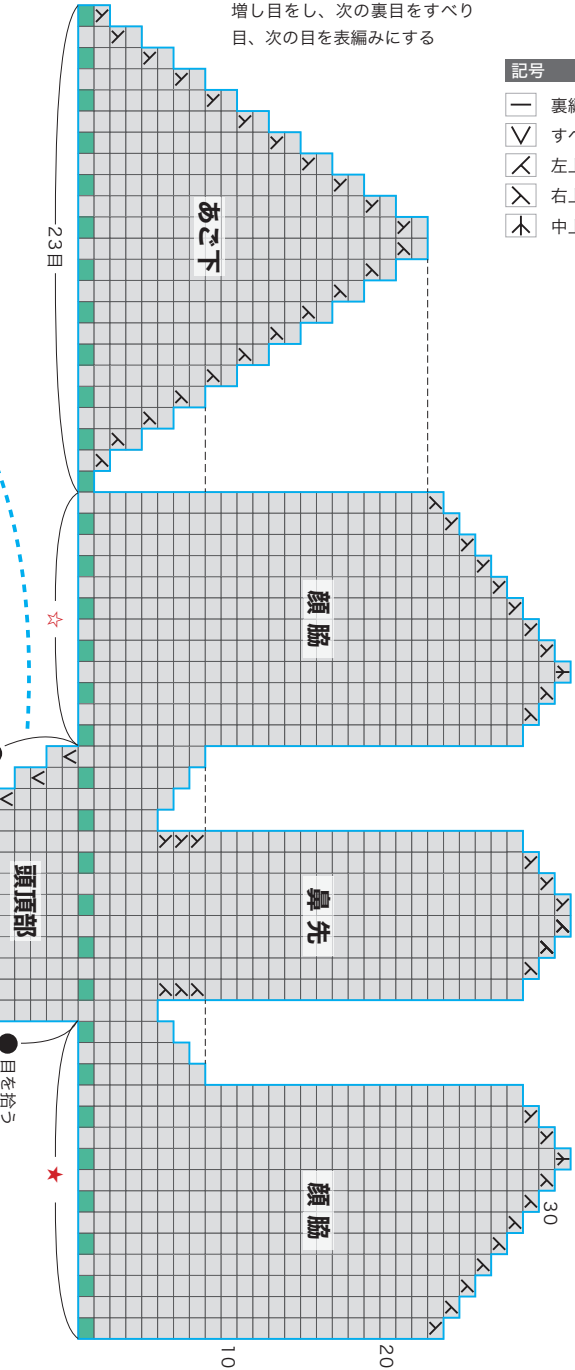 増し目をし、次の裏目をすべり
目、次の目を表編みにする
記号
裏編
すべ
左上
右上
中上
あご下
23目
顔 脇
☆
頭頂部
鼻 先
目を拾う
★
顔 脇
30
20
10